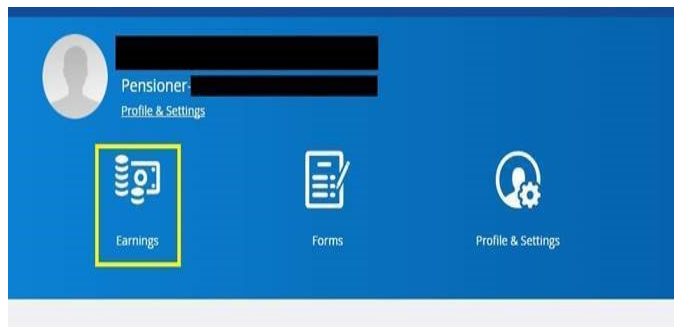 Pensioner-
Profile & Settings
Earnings
Forms
Profile & Settings